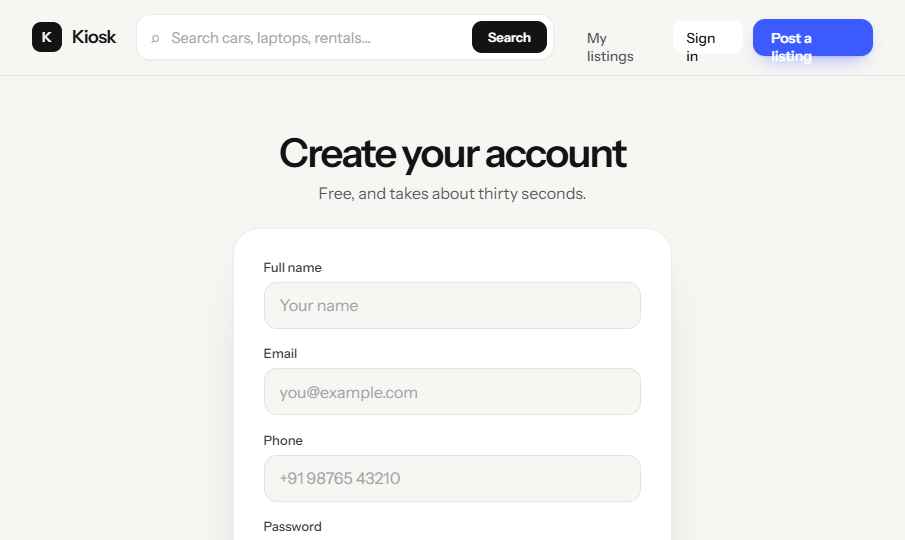 K Kiosk
Search cars, laptops, rentals...
Search
My
listings
Sign
in
Post a
listing
Create your account
Free, and takes about thirty seconds.
Full name
Your name
Email
you@example.com
Phone
+91 98765 43210
Password